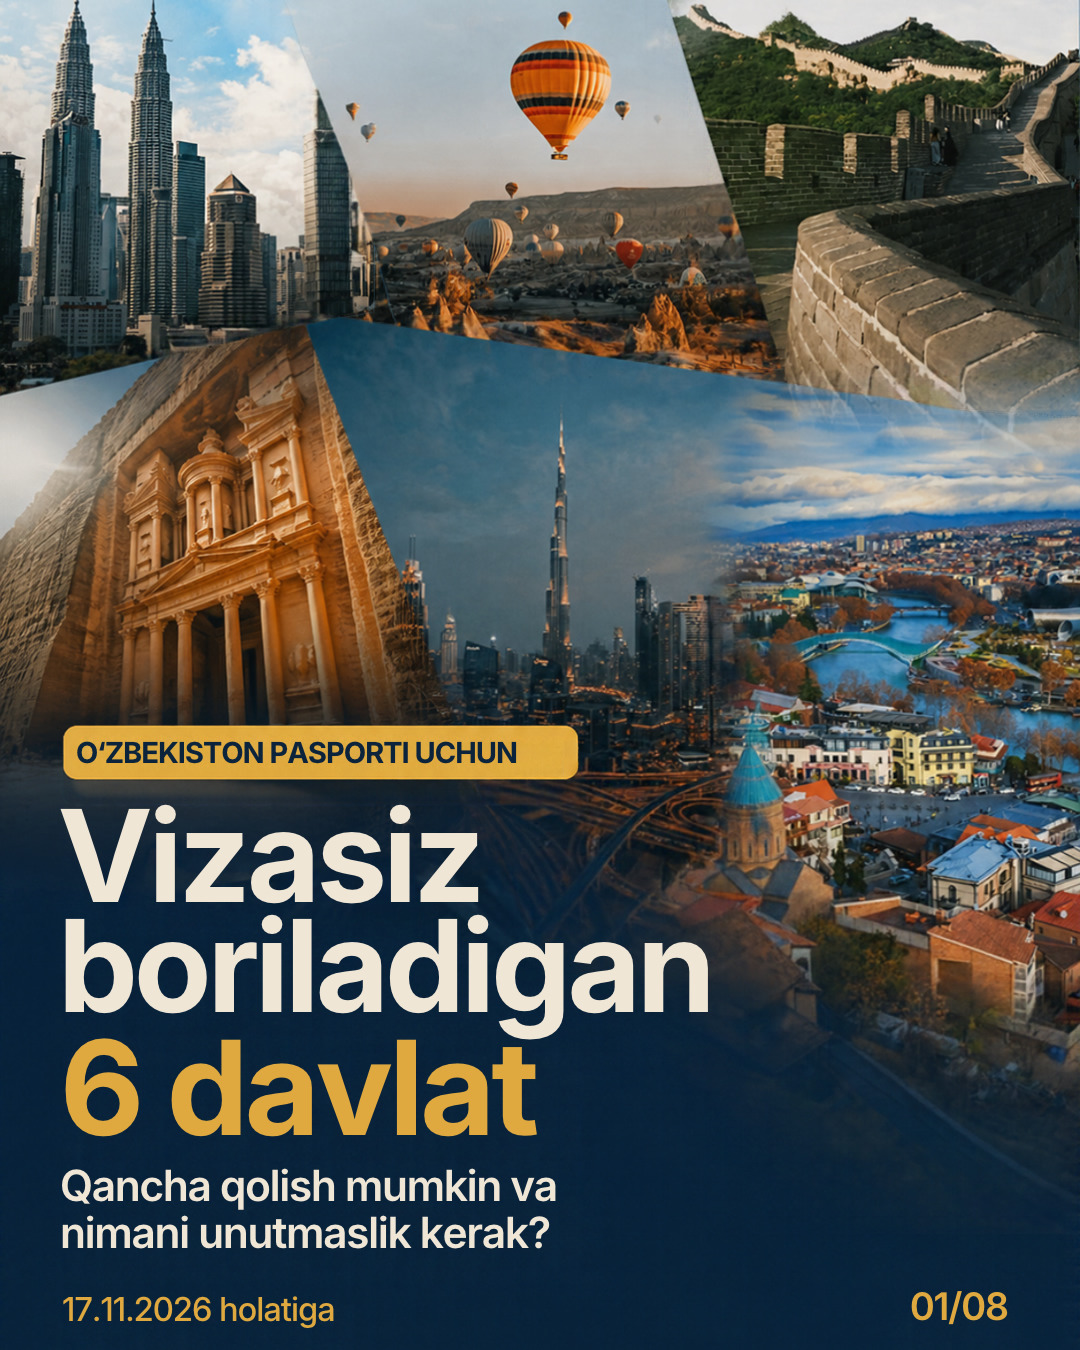 OʻZBEKISTON PASPORTI UCHUN
Vizasiz
boriladigan
6 davlat
Qancha qolish mumkin va
nimani unutmaslik kerak?
17.11.2026 holatiga
01/08